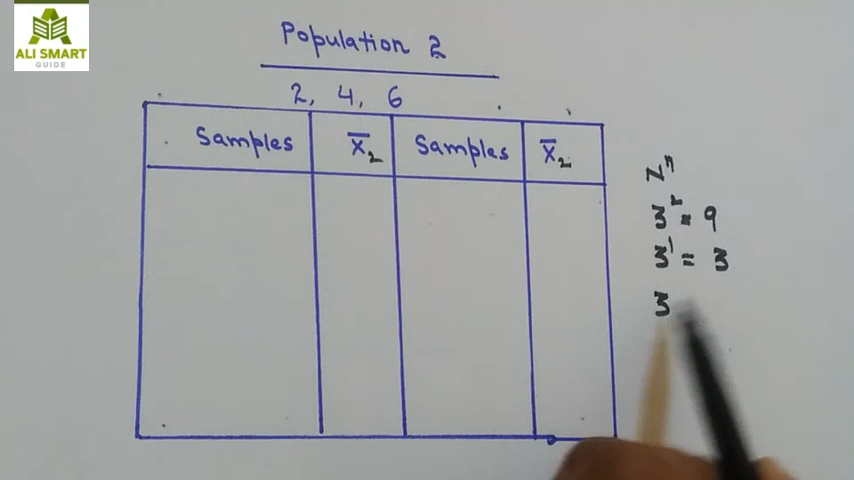 ALI SMART
GUIDE
Population 2
2, 4, 6
Samples X̄₂ Samples X̄₂
Nⁿ
3² = 9
3¹ = 3
3